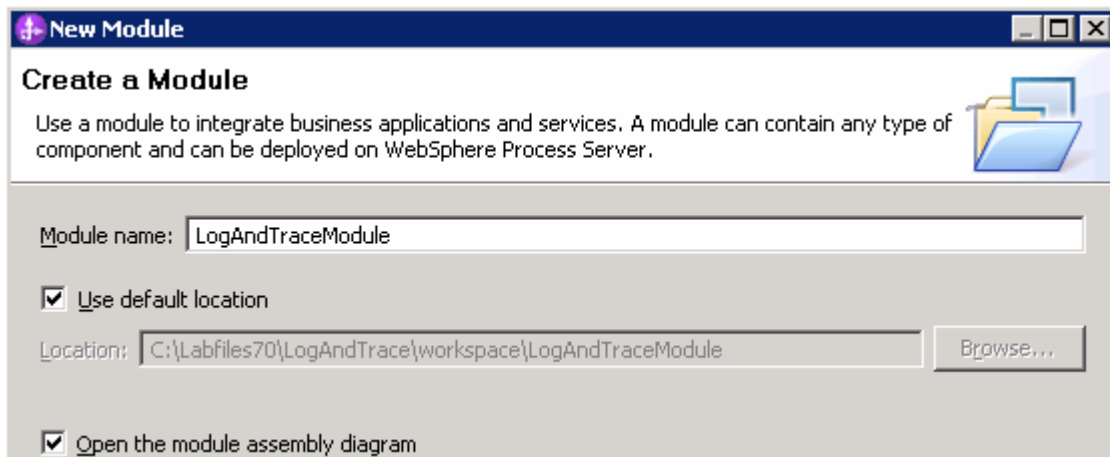 New Module
Create a Module
Use a module to integrate business applications and services. A module can contain any type of
component and can be deployed on WebSphere Process Server.
Module name: LogAndTraceModule
Use default location
Location: C:\Labfiles70\LogAndTrace\workspace\LogAndTraceModule Browse...
Open the module assembly diagram